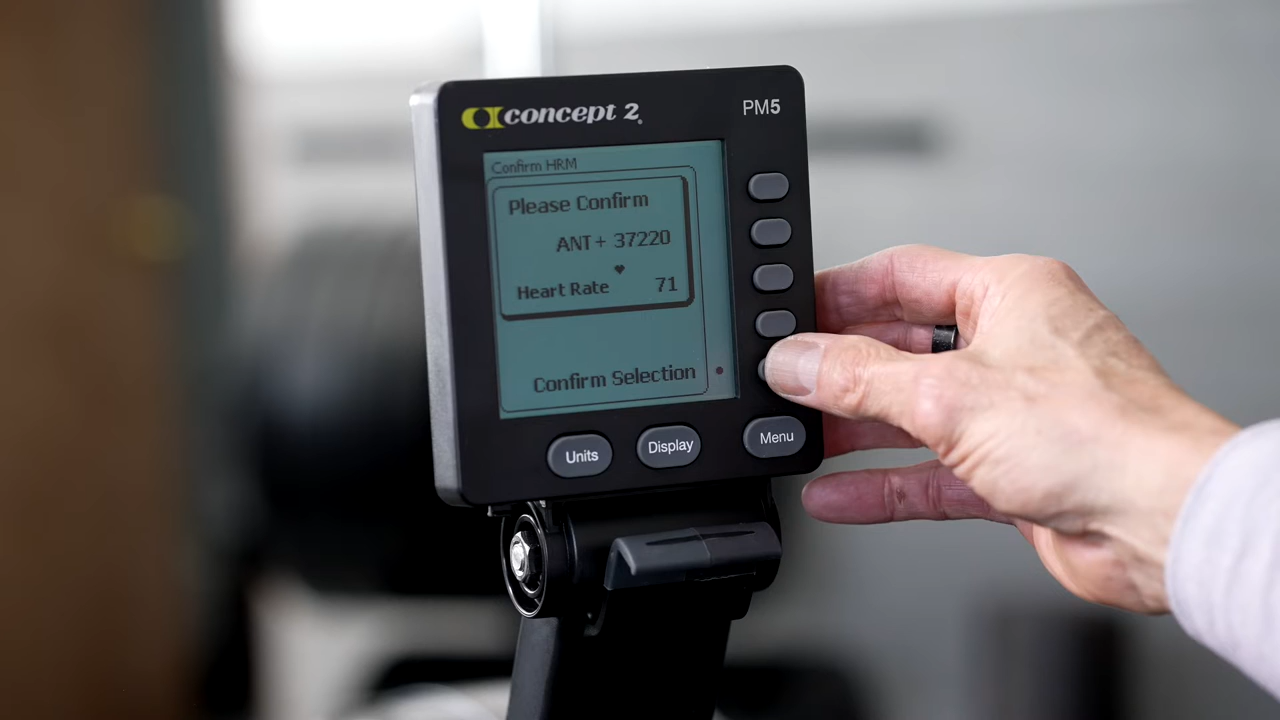 concept 2.
PM5
Confirm HRM
Please Confirm
ANT+ 37220
Heart Rate 71
Confirm Selection
Units
Display
Menu